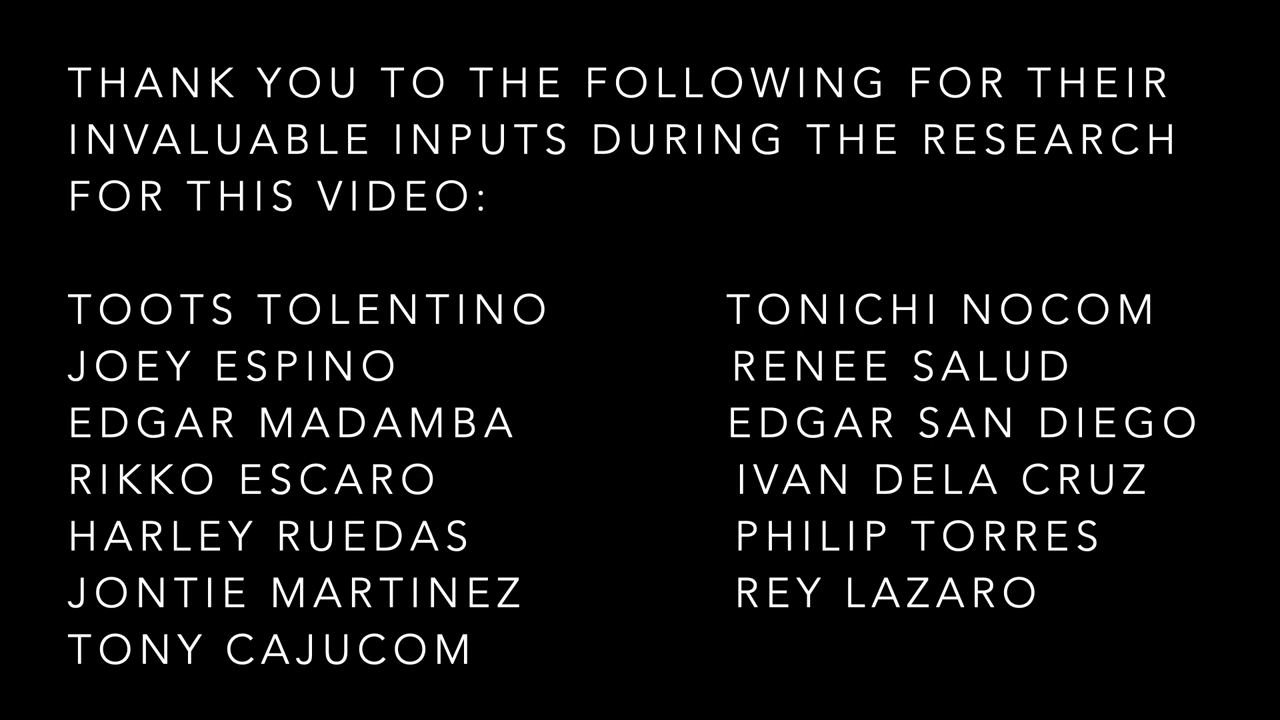 THANK YOU TO THE FOLLOWING FOR THEIR
INVALUABLE INPUTS DURING THE RESEARCH
FOR THIS VIDEO:
TOOTS TOLENTINO
JOEY ESPINO
EDGAR MADAMBA
RIKKO ESCARO
HARLEY RUEDAS
JONTIE MARTINEZ
TONY CAJUCOM
TONICHI NOCOM
RENEE SALUD
EDGAR SAN DIEGO
IVAN DELA CRUZ
PHILIP TORRES
REY LAZARO